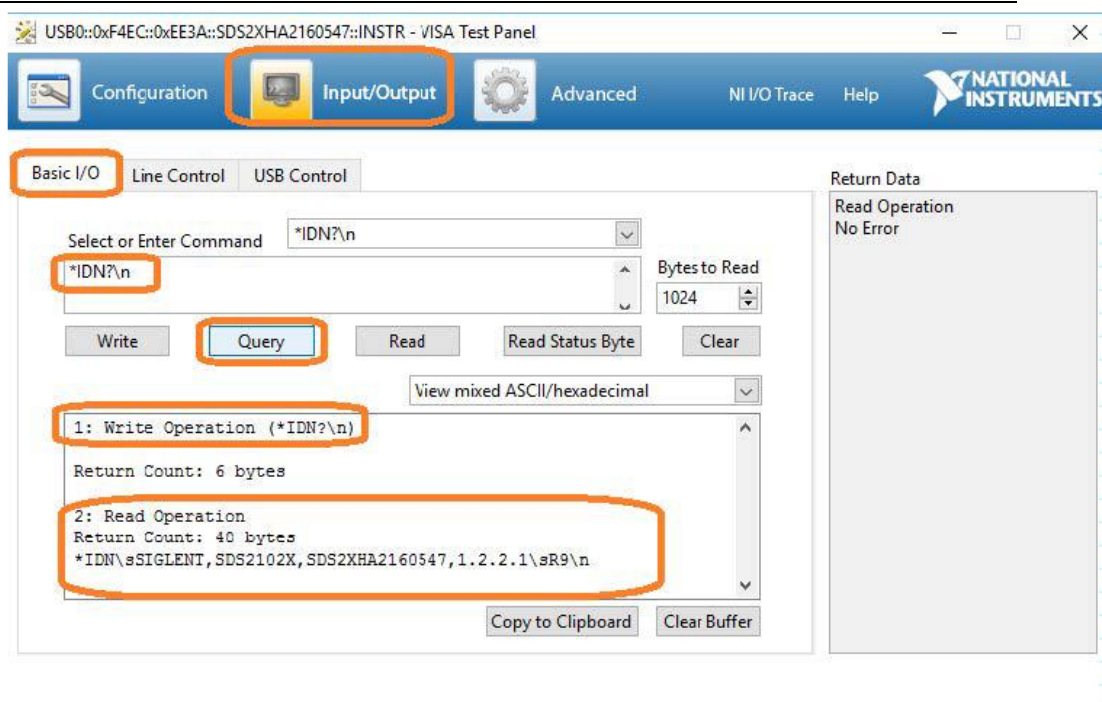 USB0::0xF4EC::0xEE3A::SDS2XHA2160547::INSTR - VISA Test Panel
Configuration Input/Output Advanced NI I/O Trace Help NATIONAL INSTRUMENTS
Basic I/O Line Control USB Control
Return Data
Read Operation
No Error
Select or Enter Command *IDN?\n
*IDN?\n
Bytes to Read
1024
Write Query Read Read Status Byte Clear
View mixed ASCII/hexadecimal
1: Write Operation (*IDN?\n)
Return Count: 6 bytes
2: Read Operation
Return Count: 40 bytes
*IDN\sSIGLENT,SDS2102X,SDS2XHA2160547,1.2.2.1\sR9\n
Copy to Clipboard Clear Buffer